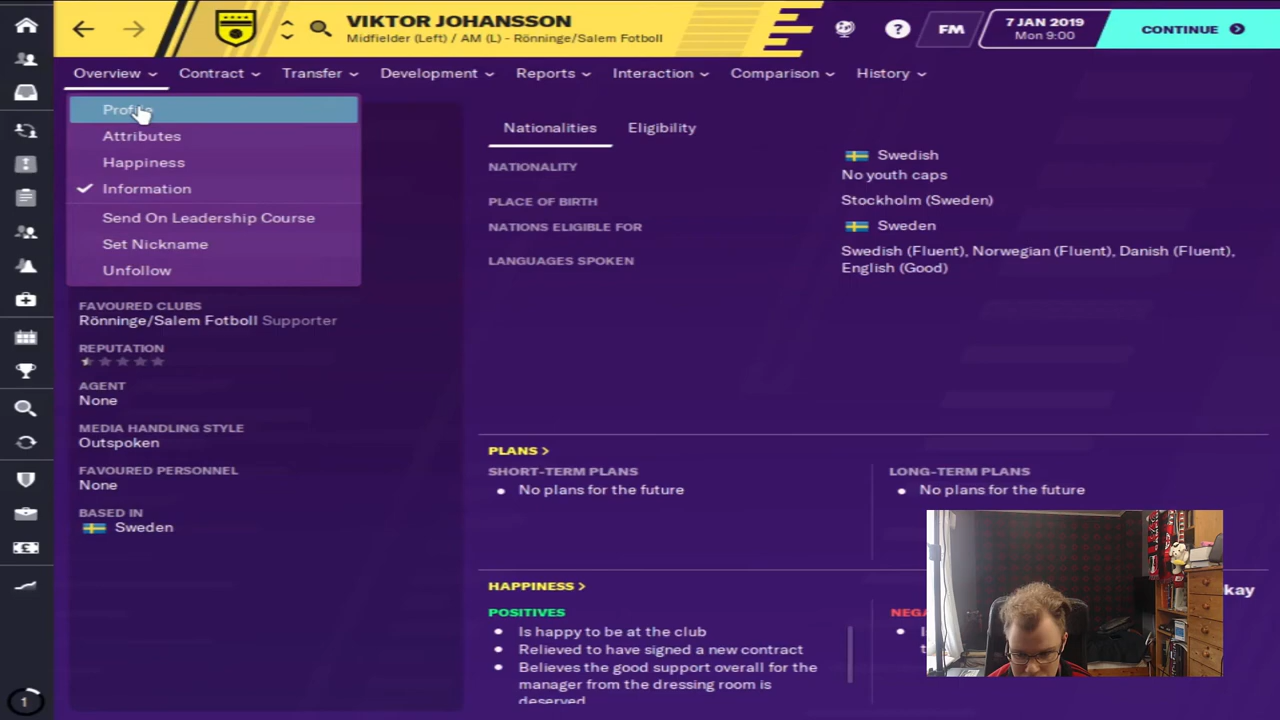 VIKTOR JOHANSSON
Midfielder (Left) / AM (L) - Rönninge/Salem Fotboll
FM
7 JAN 2019
Mon 9:00
CONTINUE
Overview
Contract
Transfer
Development
Reports
Interaction
Comparison
History
Profile
Attributes
Happiness
Information
Send On Leadership Course
Set Nickname
Unfollow
FAVOURED CLUBS
Rönninge/Salem Fotboll Supporter
REPUTATION
AGENT
None
MEDIA HANDLING STYLE
Outspoken
FAVOURED PERSONNEL
None
BASED IN
Sweden
Nationalities
Eligibility
NATIONALITY
Swedish
No youth caps
PLACE OF BIRTH
Stockholm (Sweden)
NATIONS ELIGIBLE FOR
Sweden
LANGUAGES SPOKEN
Swedish (Fluent), Norwegian (Fluent), Danish (Fluent),
English (Good)
PLANS >
SHORT-TERM PLANS
No plans for the future
LONG-TERM PLANS
No plans for the future
HAPPINESS >
POSITIVES
Is happy to be at the club
Relieved to have signed a new contract
Believes the good support overall for the
manager from the dressing room is
deserved
1